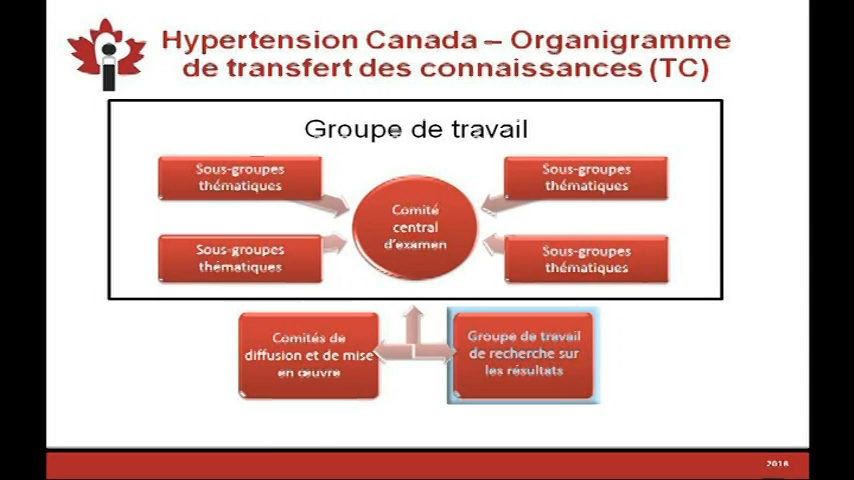 Hypertension Canada – Organigramme
de transfert des connaissances (TC)
Groupe de travail
Sous-groupes
thématiques
Sous-groupes
thématiques
Comité
central
d'examen
Sous-groupes
thématiques
Sous-groupes
thématiques
Comités de
diffusion et de mise
en œuvre
Groupe de travail
de recherche sur
les résultats
2016